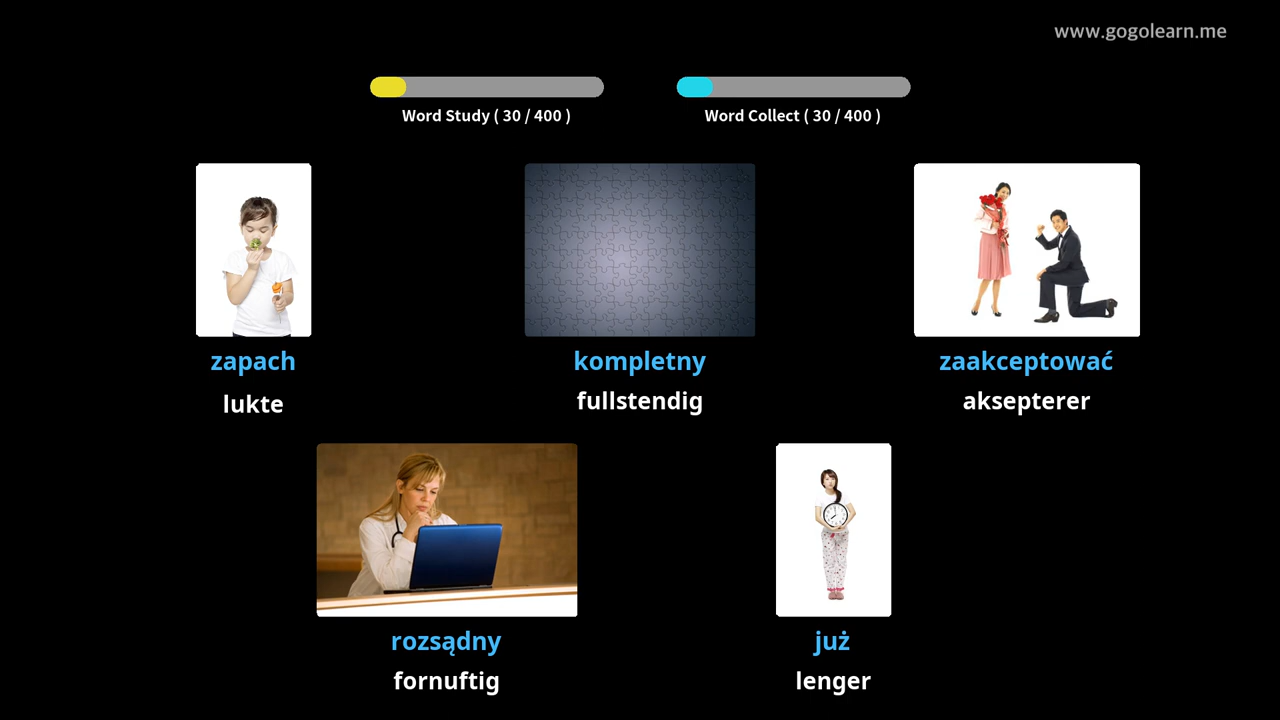 www.gogolearn.me
Word Study ( 30 / 400 )
Word Collect ( 30 / 400 )
zapach
lukte
kompletny
fullstendig
zaakceptować
aksepterer
rozsądny
fornuftig
już
lenger